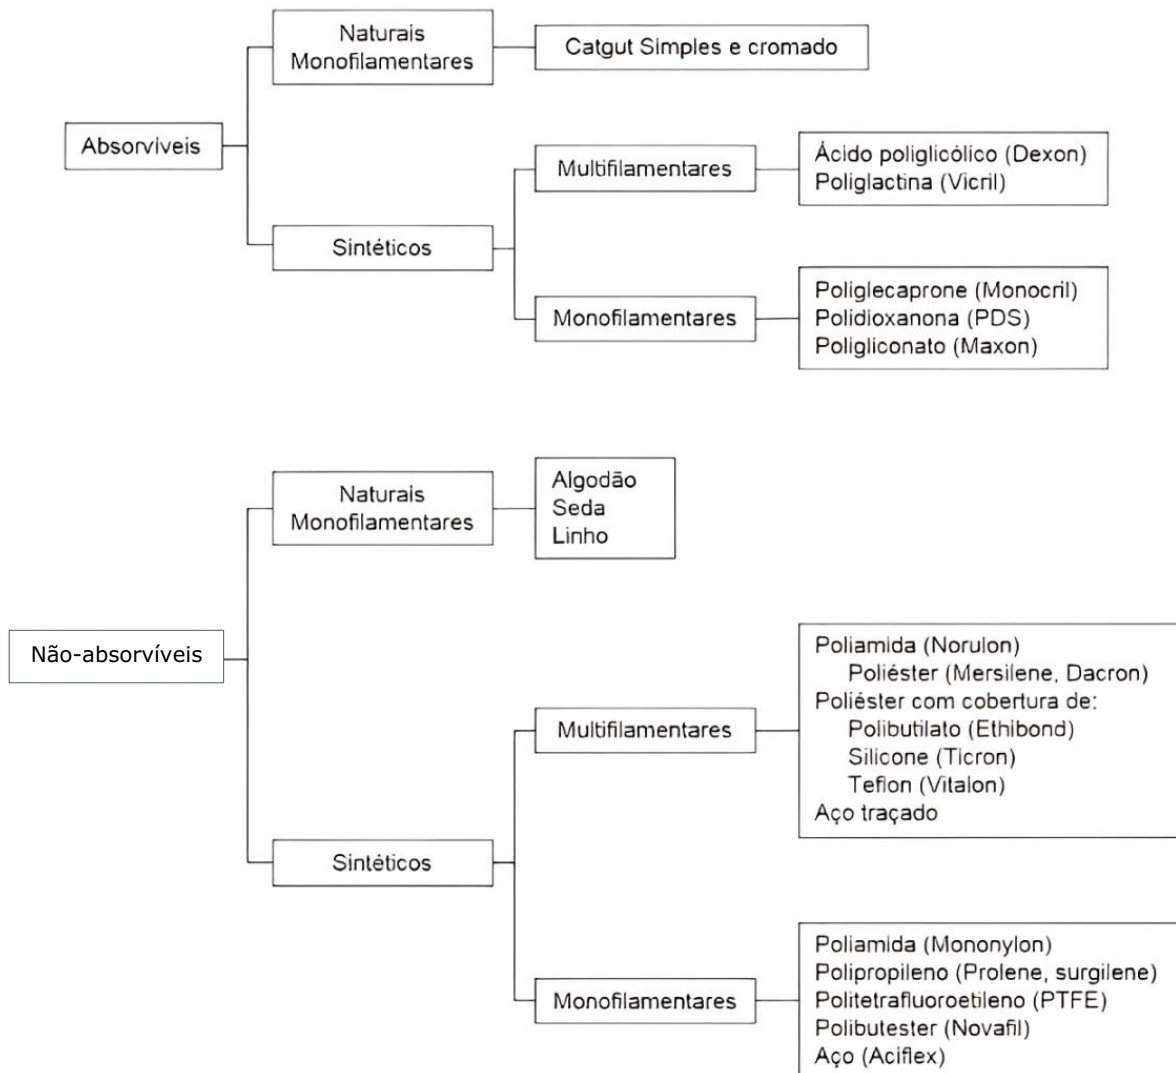 Naturais
Monofilamentares
Catgut Simples e cromado
Absorvíveis
Multifilamentares
Ácido poliglicólico (Dexon)
Poliglactina (Vicril)
Sintéticos
Monofilamentares
Poliglecaprone (Monocril)
Polidioxanona (PDS)
Poligliconato (Maxon)
Naturais
Monofilamentares
Algodão
Seda
Linho
Não-absorvíveis
Multifilamentares
Poliamida (Norulon)
Poliéster (Mersilene, Dacron)
Poliéster com cobertura de:
Polibutilato (Ethibond)
Silicone (Ticron)
Teflon (Vitalon)
Aço traçado
Sintéticos
Monofilamentares
Poliamida (Mononylon)
Polipropileno (Prolene, surgilene)
Politetrafluoroetileno (PTFE)
Polibutester (Novafil)
Aço (Aciflex)